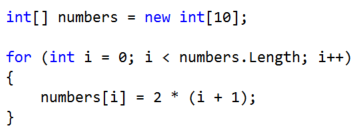 int[] numbers = new int[10];
for (int i = 0; i < numbers.Length; i++)
{
    numbers[i] = 2 * (i + 1);
}